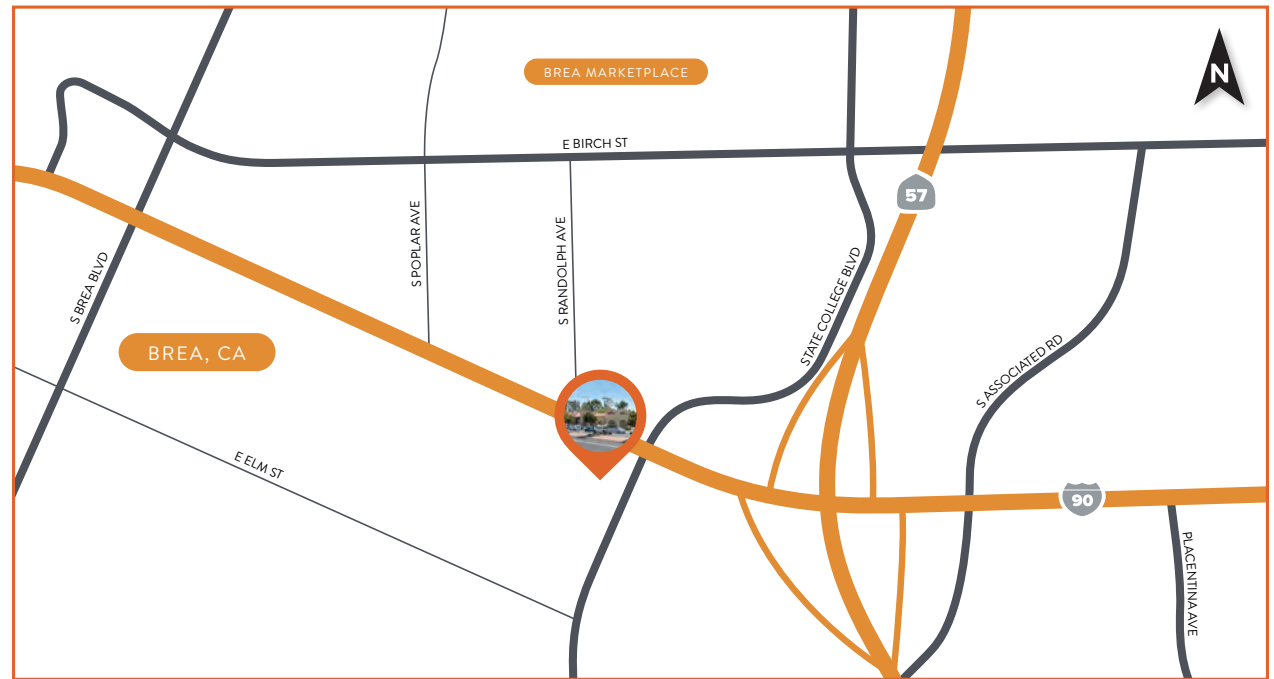 BREA MARKETPLACE
N
E BIRCH ST
57
S POPLAR AVE
S RANDOLPH AVE
STATE COLLEGE BLVD
S BREA BLVD
BREA, CA
S ASSOCIATED RD
E ELM ST
90
PLACENTINA AVE